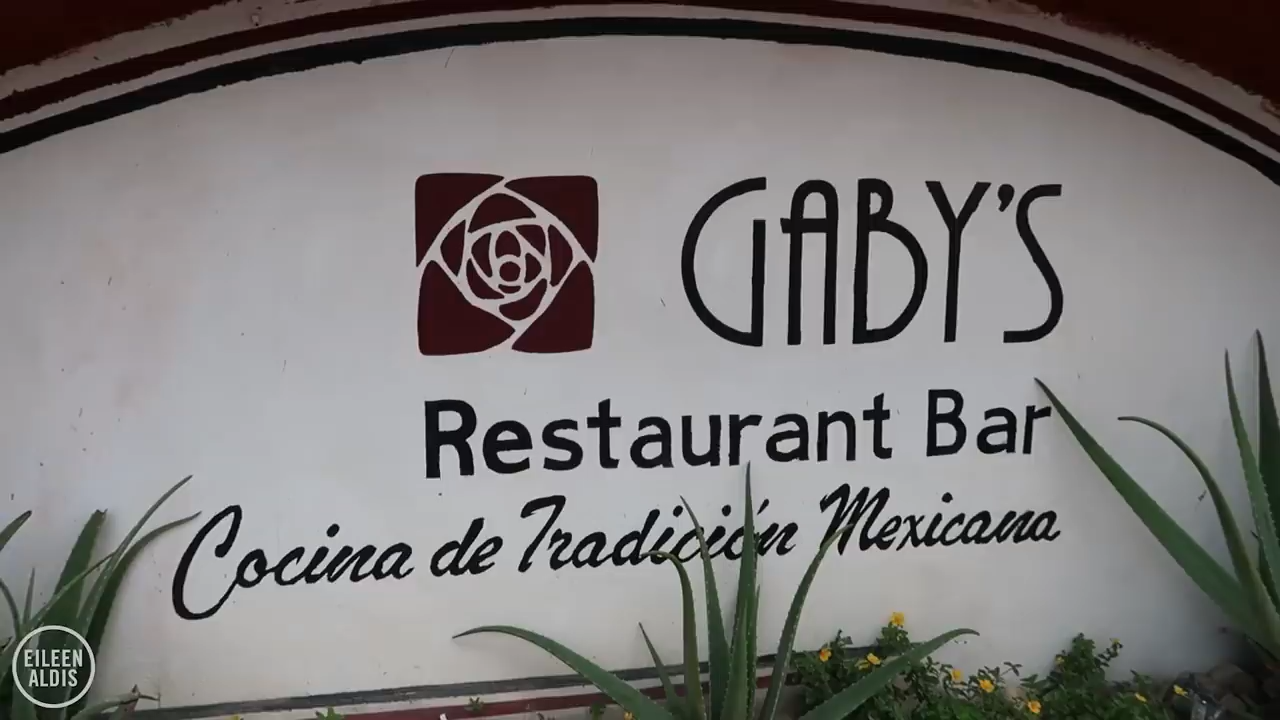 GABY'S
Restaurant Bar
Cocina de Tradición Mexicana
EILEEN
ALDIS